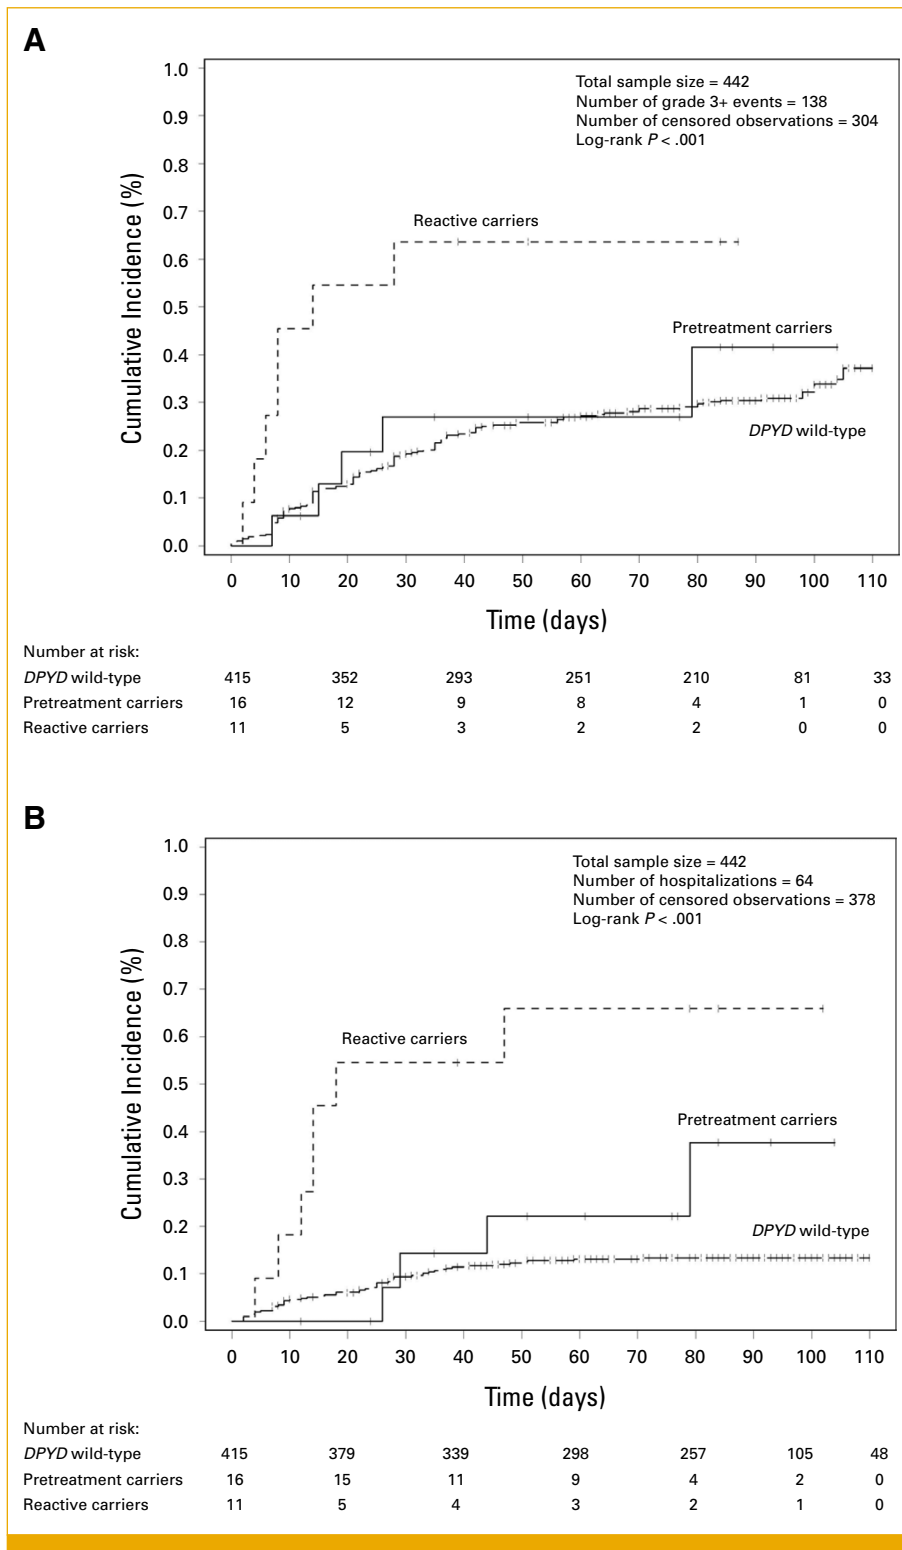 A
Total sample size = 442
Number of grade 3+ events = 138
Number of censored observations = 304
Log-rank P < .001
Cumulative Incidence (%)
1.0
0.9
0.8
0.7
0.6
0.5
0.4
0.3
0.2
0.1
0.0
Reactive carriers
Pretreatment carriers
DPYD wild-type
0 10 20 30 40 50 60 70 80 90 100 110
Time (days)
Number at risk:
DPYD wild-type 415 352 293 251 210 81 33
Pretreatment carriers 16 12 9 8 4 1 0
Reactive carriers 11 5 3 2 2 0 0
B
Total sample size = 442
Number of hospitalizations = 64
Number of censored observations = 378
Log-rank P < .001
Cumulative Incidence (%)
1.0
0.9
0.8
0.7
0.6
0.5
0.4
0.3
0.2
0.1
0.0
Reactive carriers
Pretreatment carriers
DPYD wild-type
0 10 20 30 40 50 60 70 80 90 100 110
Time (days)
Number at risk:
DPYD wild-type 415 379 339 298 257 105 48
Pretreatment carriers 16 15 11 9 4 2 0
Reactive carriers 11 5 4 3 2 1 0